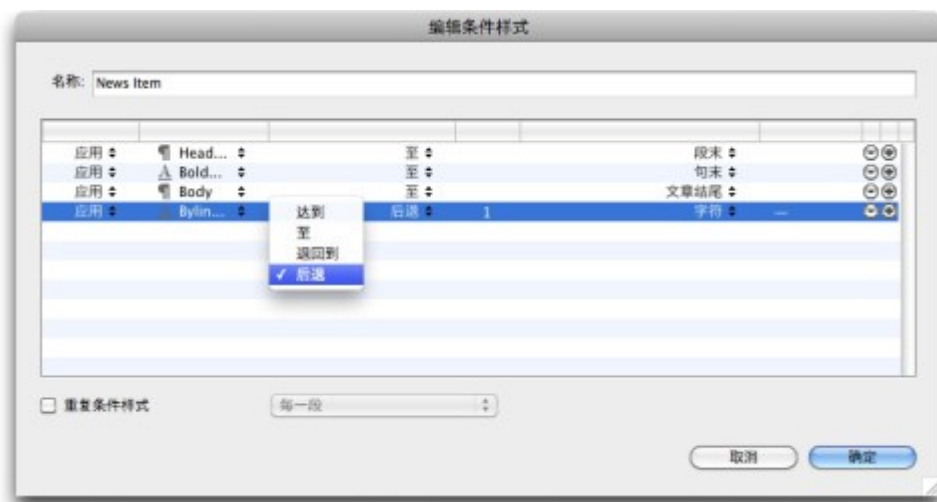 编辑条件样式
名称: News Item
应用 ¶ Head... 至 段末
应用 A Bold... 至 句末
应用 ¶ Body 至 文章结尾
应用 A Bylin... 后退 1 字符 —
达到
至
退回到
✓ 后退
重复条件样式 每一段
取消 确定